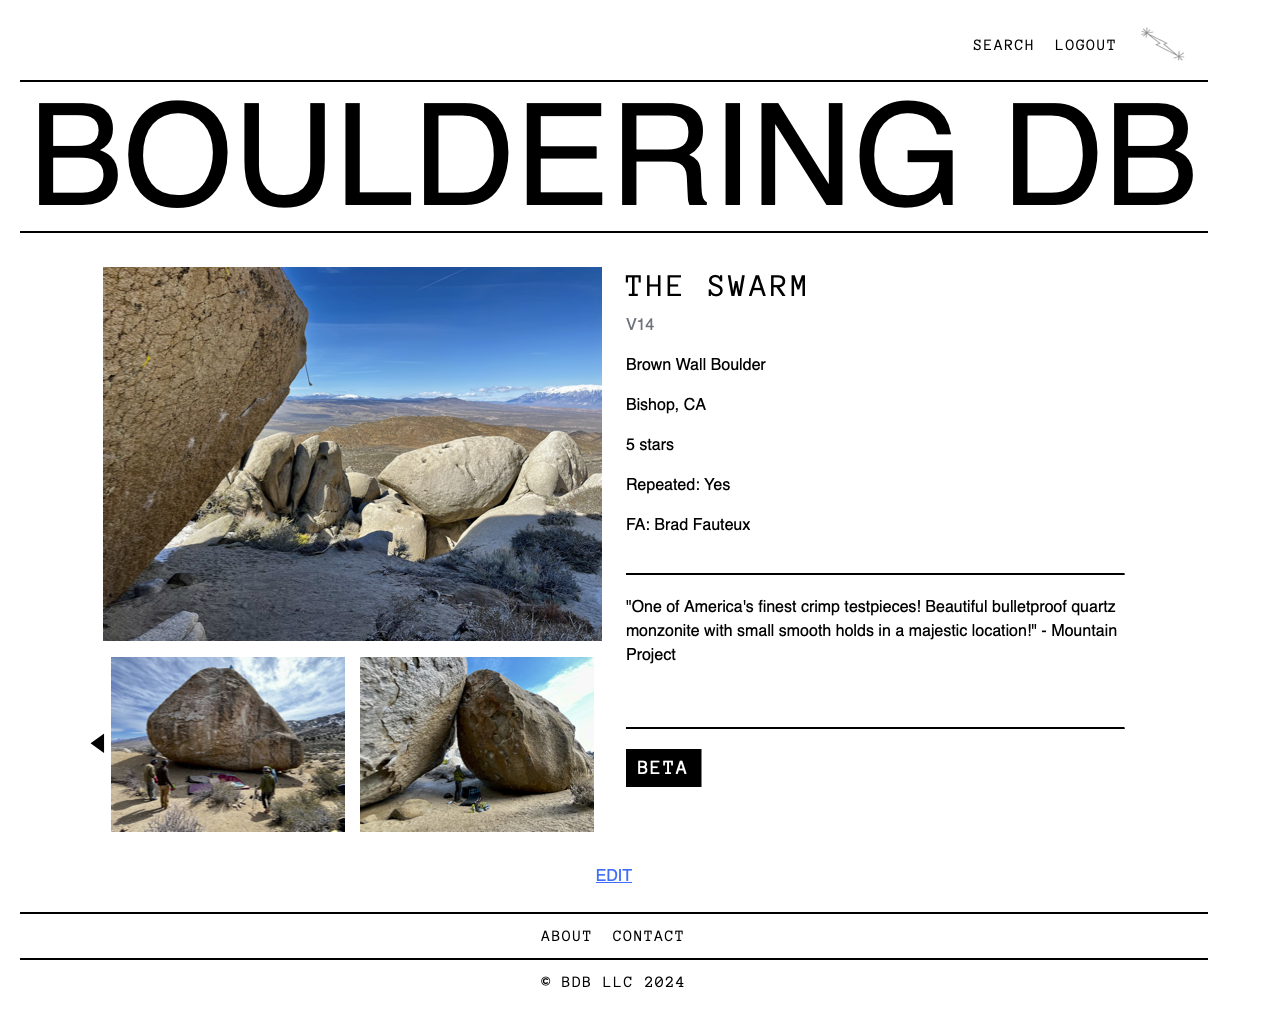 SEARCH LOGOUT
BOULDERING DB
THE SWARM
V14
Brown Wall Boulder
Bishop, CA
5 stars
Repeated: Yes
FA: Brad Fauteux
"One of America's finest crimp testpieces! Beautiful bulletproof quartz
monzonite with small smooth holds in a majestic location!" - Mountain
Project
BETA
EDIT
ABOUT CONTACT
© BDB LLC 2024